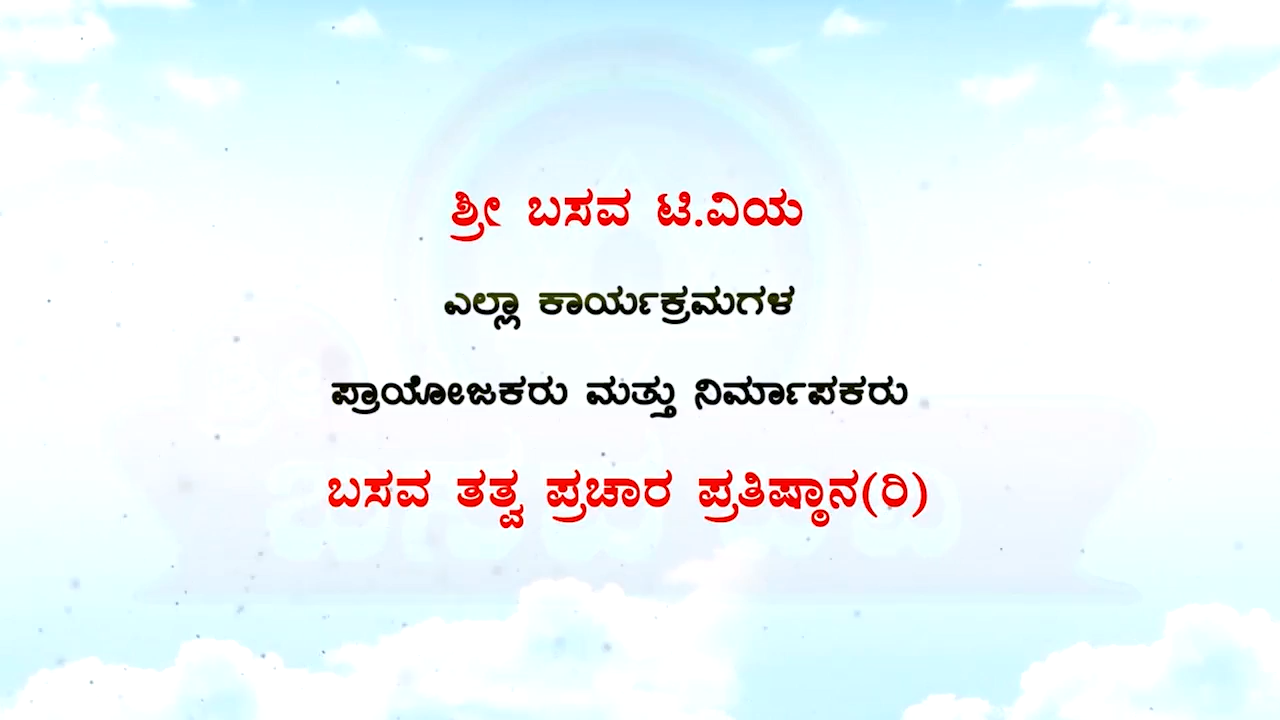 ಶ್ರೀ ಬಸವ ಟಿ.ವಿಯ
ಎಲ್ಲಾ ಕಾರ್ಯಕ್ರಮಗಳ
ಪ್ರಾಯೋಜಕರು ಮತ್ತು ನಿರ್ಮಾಪಕರು
ಬಸವ ತತ್ವ ಪ್ರಚಾರ ಪ್ರತಿಷ್ಠಾನ(ರಿ)